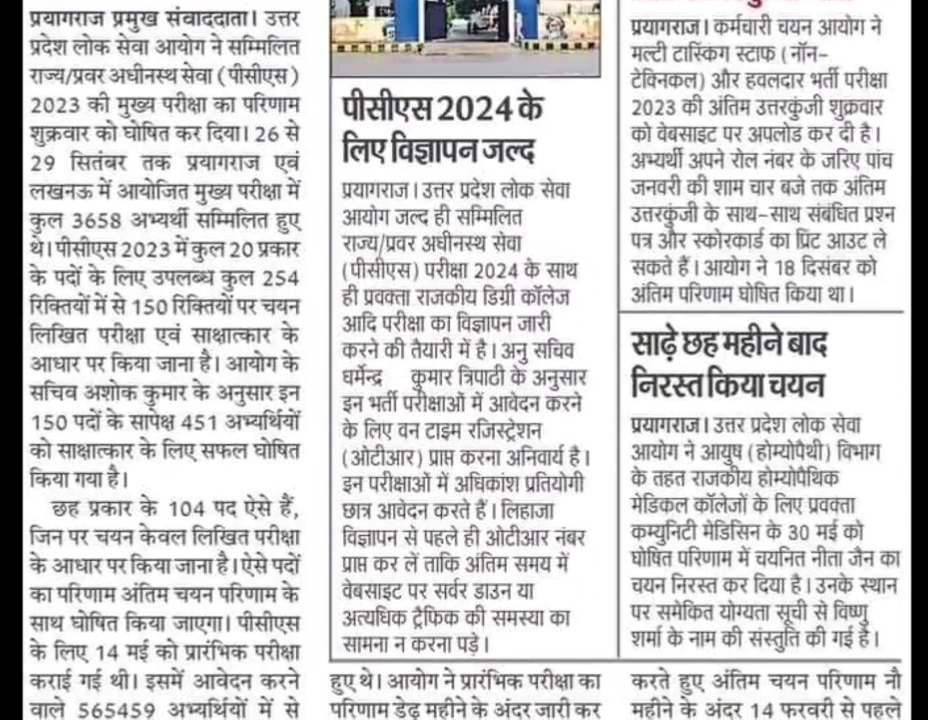 प्रयागराज प्रमुख संवाददाता। उत्तर
प्रदेश लोक सेवा आयोग ने सम्मिलित
राज्य/प्रवर अधीनस्थ सेवा (पीसीएस)
2023 की मुख्य परीक्षा का परिणाम
शुक्रवार को घोषित कर दिया। 26 से
29 सितंबर तक प्रयागराज एवं
लखनऊ में आयोजित मुख्य परीक्षा में
कुल 3658 अभ्यर्थी सम्मिलित हुए
थे। पीसीएस 2023 में कुल 20 प्रकार
के पदों के लिए उपलब्ध कुल 254
रिक्तियों में से 150 रिक्तियों पर चयन
लिखित परीक्षा एवं साक्षात्कार के
आधार पर किया जाना है। आयोग के
सचिव अशोक कुमार के अनुसार इन
150 पदों के सापेक्ष 451 अभ्यर्थियों
को साक्षात्कार के लिए सफल घोषित
किया गया है।
छह प्रकार के 104 पद ऐसे हैं,
जिन पर चयन केवल लिखित परीक्षा
के आधार पर किया जाना है। ऐसे पदों
का परिणाम अंतिम चयन परिणाम के
साथ घोषित किया जाएगा। पीसीएस
के लिए 14 मई को प्रारंभिक परीक्षा
कराई गई थी। इसमें आवेदन करने
वाले 565459 अभ्यर्थियों में से
पीसीएस 2024 के
लिए विज्ञापन जल्द
प्रयागराज। उत्तर प्रदेश लोक सेवा
आयोग जल्द ही सम्मिलित
राज्य/प्रवर अधीनस्थ सेवा
(पीसीएस) परीक्षा 2024 के साथ
ही प्रवक्ता राजकीय डिग्री कॉलेज
आदि परीक्षा का विज्ञापन जारी
करने की तैयारी में है। अनु सचिव
धर्मेन्द्र कुमार त्रिपाठी के अनुसार
इन भर्ती परीक्षाओं में आवेदन करने
के लिए वन टाइम रजिस्ट्रेशन
(ओटीआर) प्राप्त करना अनिवार्य है।
इन परीक्षाओं में अधिकांश प्रतियोगी
छात्र आवेदन करते हैं। लिहाजा
विज्ञापन से पहले ही ओटीआर नंबर
प्राप्त कर लें ताकि अंतिम समय में
वेबसाइट पर सर्वर डाउन या
अत्यधिक ट्रैफिक की समस्या का
सामना न करना पड़े।
हुए थे। आयोग ने प्रारंभिक परीक्षा का
परिणाम डेढ़ महीने के अंदर जारी कर
प्रयागराज। कर्मचारी चयन आयोग ने
मल्टी टास्किंग स्टाफ (नॉन-
टेक्निकल) और हवलदार भर्ती परीक्षा
2023 की अंतिम उत्तरकुंजी शुक्रवार
को वेबसाइट पर अपलोड कर दी है।
अभ्यर्थी अपने रोल नंबर के जरिए पांच
जनवरी की शाम चार बजे तक अंतिम
उत्तरकुंजी के साथ-साथ संबंधित प्रश्न
पत्र और स्कोरकार्ड का प्रिंट आउट ले
सकते हैं। आयोग ने 18 दिसंबर को
अंतिम परिणाम घोषित किया था।
साढ़े छह महीने बाद
निरस्त किया चयन
प्रयागराज। उत्तर प्रदेश लोक सेवा
आयोग ने आयुष (होम्योपैथी) विभाग
के तहत राजकीय होम्योपैथिक
मेडिकल कॉलेजों के लिए प्रवक्ता
कम्युनिटी मेडिसिन के 30 मई को
घोषित परिणाम में चयनित नीता जैन का
चयन निरस्त कर दिया है। उनके स्थान
पर समेकित योग्यता सूची से विष्णु
शर्मा के नाम की संस्तुति की गई है।
करते हुए अंतिम चयन परिणाम नौ
महीने के अंदर 14 फरवरी से पहले